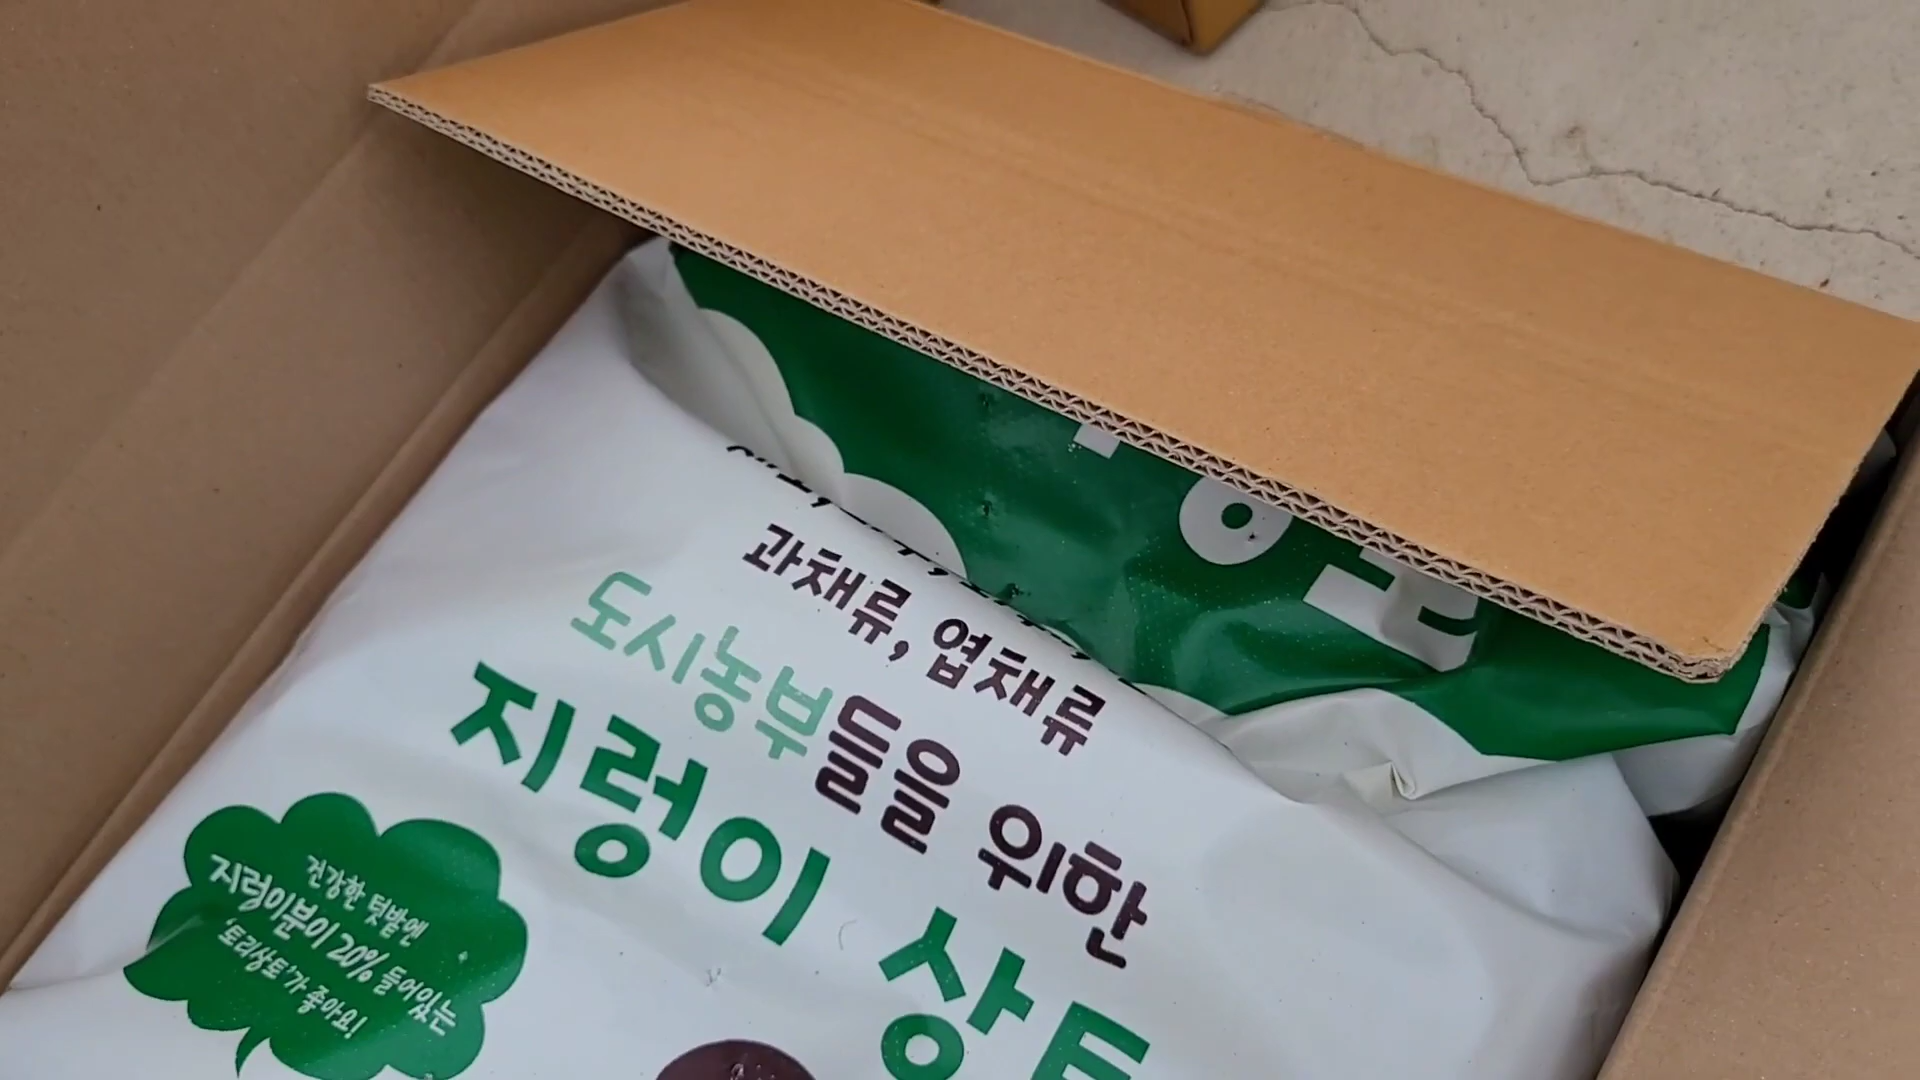 과채류, 엽채류
도시농부들을 위한
지렁이 상토
건강한 텃밭엔
지렁이분이 20% 들어있는
'토리상토'가 좋아요!